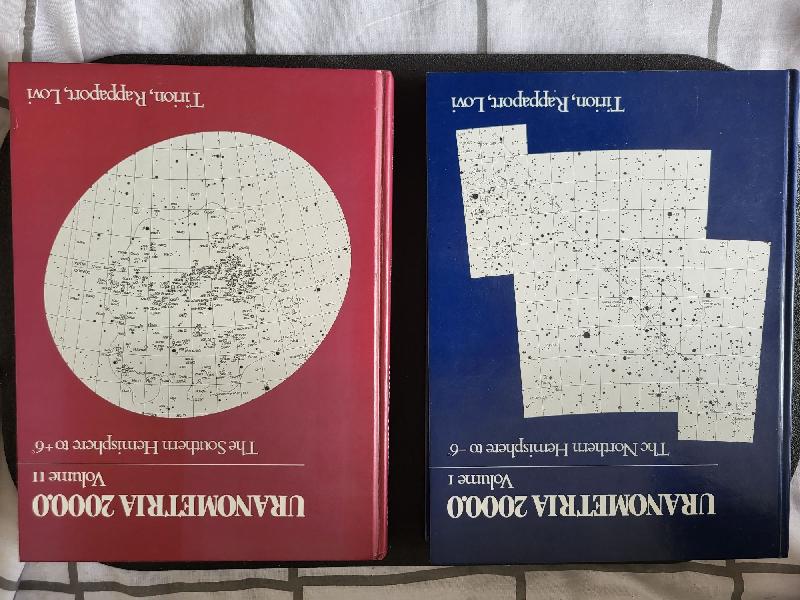 URANOMETRIA 2000.0
Volume I
The Northern Hemisphere to -6°
Tirion, Rappaport, Lovi
URANOMETRIA 2000.0
Volume II
The Southern Hemisphere to +6°
Tirion, Rappaport, Lovi